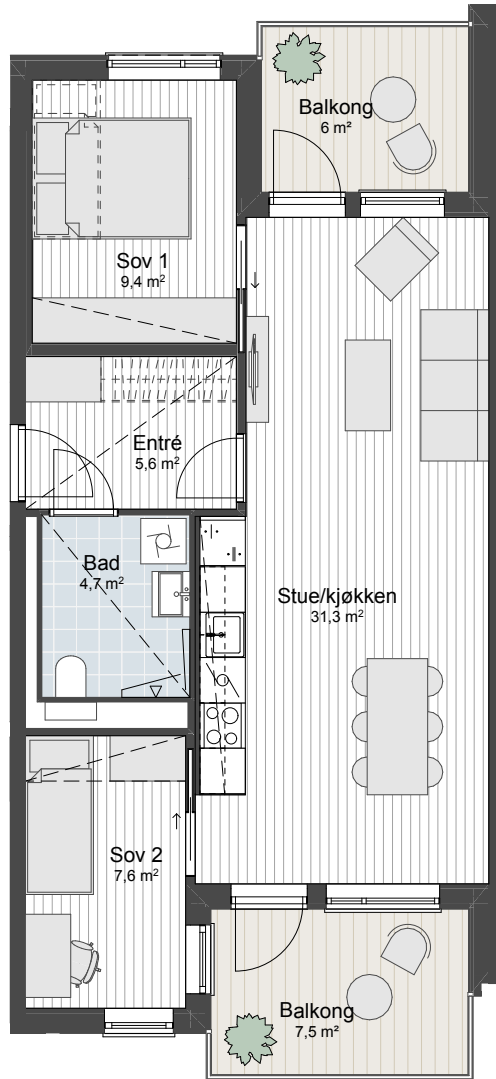 Balkong
6 m²
Sov 1
9,4 m²
Entré
5,6 m²
Bad
4,7 m²
Stue/kjøkken
31,3 m²
Sov 2
7,6 m²
Balkong
7,5 m²